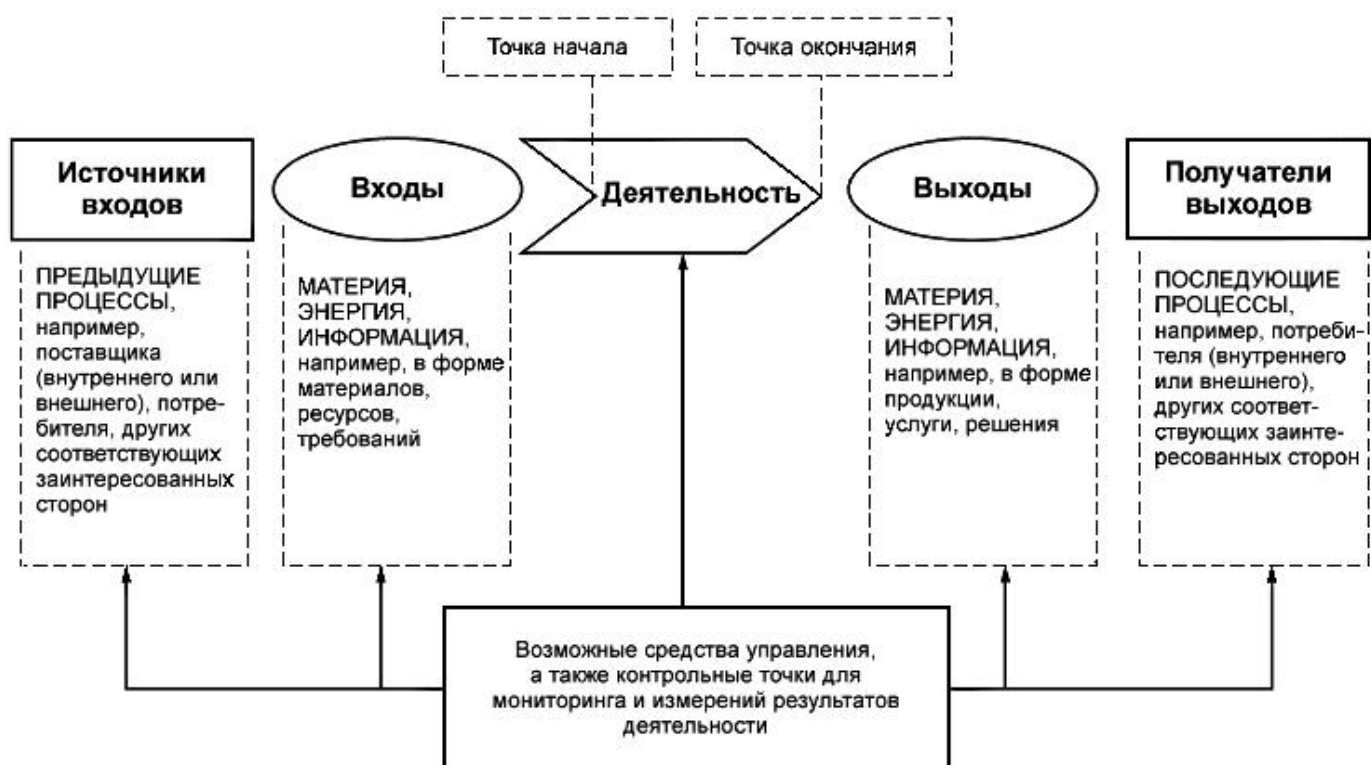 Точка начала
Точка окончания
Источники
входов
Входы
Деятельность
Выходы
Получатели
выходов
ПРЕДЫДУЩИЕ
ПРОЦЕССЫ,
например,
поставщика
(внутреннего или
внешнего), потре-
бителя, других
соответствующих
заинтересованных
сторон
МАТЕРИЯ,
ЭНЕРГИЯ,
ИНФОРМАЦИЯ,
например, в форме
материалов,
ресурсов,
требований
МАТЕРИЯ,
ЭНЕРГИЯ,
ИНФОРМАЦИЯ,
например, в форме
продукции,
услуги, решения
ПОСЛЕДУЮЩИЕ
ПРОЦЕССЫ,
например, потреби-
теля (внутреннего
или внешнего),
других соответ-
ствующих заинте-
ресованных сторон
Возможные средства управления,
а также контрольные точки для
мониторинга и измерений результатов
деятельности